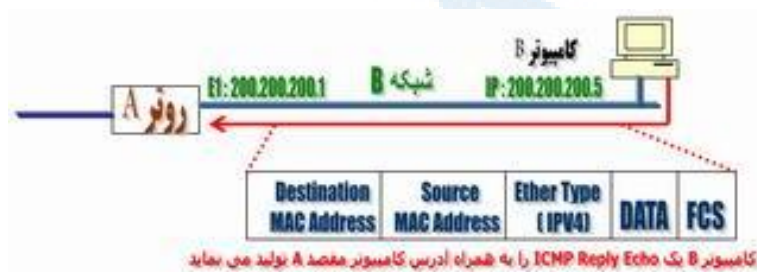 کامپیوتر B
E1: 200.200.200.1
شبکه B
IP: 200.200.200.5
روتر A
Destination MAC Address
Source MAC Address
Ether Type (IPV4)
DATA
FCS
کامپیوتر B یک ICMP Reply Echo را به همراه آدرس کامپیوتر مقصد A تولید می نماید